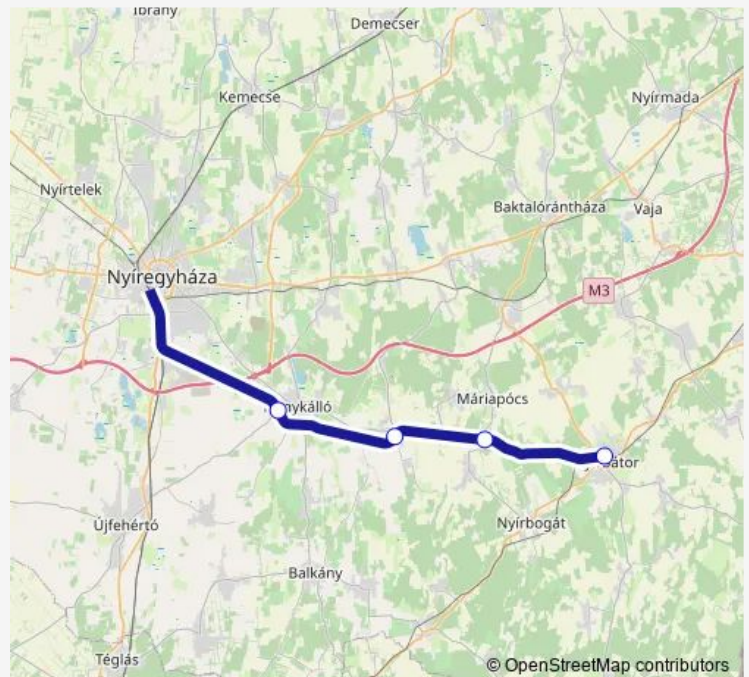 Demecser
Kemecse
Nyírmada
Nyírtelek
Baktalórántháza
Vaja
Nyíregyháza
M3
Máriapócs
Újfehértó
Nyírbogát
Balkány
Téglás
© OpenStreetMap contributors